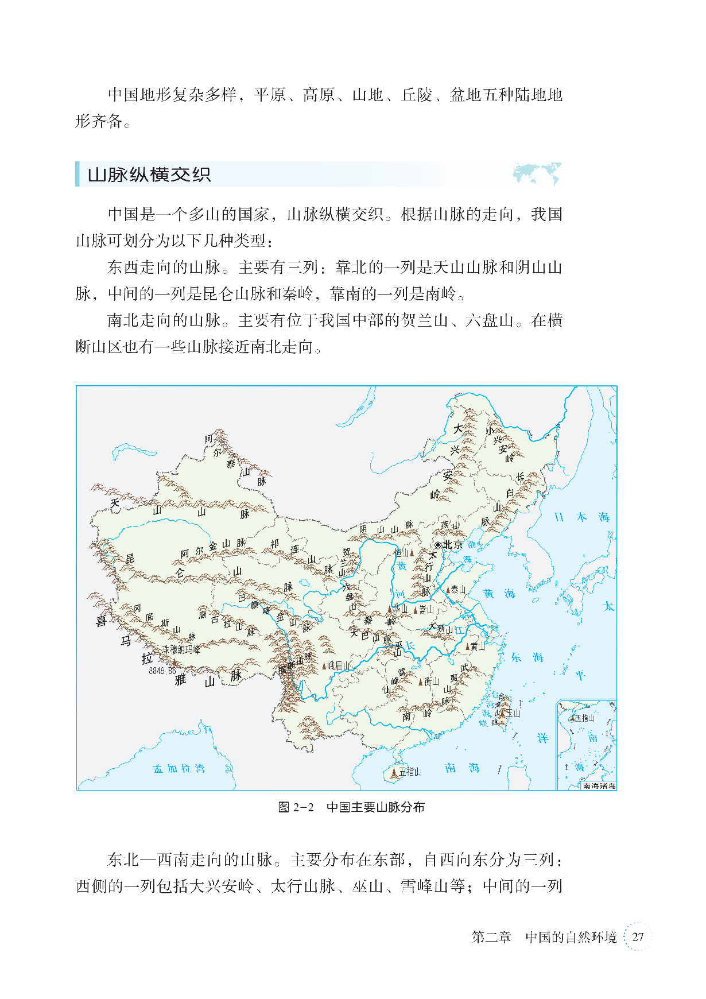 中国地形复杂多样，平原、高原、山地、丘陵、盆地五种陆地地
形齐备。
山脉纵横交织
中国是一个多山的国家，山脉纵横交织。根据山脉的走向，我国
山脉可划分为以下几种类型：
东西走向的山脉。主要有三列：靠北的一列是天山山脉和阴山山
脉，中间的一列是昆仑山脉和秦岭，靠南的一列是南岭。
南北走向的山脉。主要有位于我国中部的贺兰山、六盘山。在横
断山区也有一些山脉接近南北走向。
阿尔泰山脉
天山山脉
大兴安岭
小兴安岭
长白山脉
阴山山脉
燕山
北京
渤海
日本海
昆仑山脉
阿尔金山脉
祁连山脉
贺兰山
恒山
太行山脉
黄河
六盘山
泰山
黄海
华山
嵩山
巴颜喀拉山脉
冈底斯山脉
唐古拉山脉
秦岭
大别山
大巴山脉
长江
巫山
黄山
喜马拉雅山脉
珠穆朗玛峰
8848.86
横断山脉
峨眉山
雪峰山
衡山
武夷山脉
东海
太平洋
台湾海峡
台湾山脉
玉山
南岭
五指山
南海
孟加拉湾
五指山
南海
南海诸岛
图 2-2 中国主要山脉分布
东北—西南走向的山脉。主要分布在东部，自西向东分为三列：
西侧的一列包括大兴安岭、太行山脉、巫山、雪峰山等；中间的一列
第二章 中国的自然环境 27